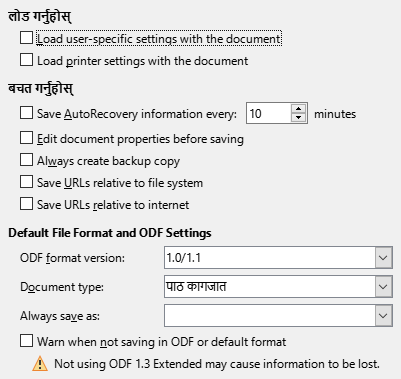 लोड गर्नुहोस्
Load user-specific settings with the document
Load printer settings with the document
बचत गर्नुहोस्
Save AutoRecovery information every: 10 minutes
Edit document properties before saving
Always create backup copy
Save URLs relative to file system
Save URLs relative to internet
Default File Format and ODF Settings
ODF format version: 1.0/1.1
Document type: पाठ कागजात
Always save as:
Warn when not saving in ODF or default format
Not using ODF 1.3 Extended may cause information to be lost.